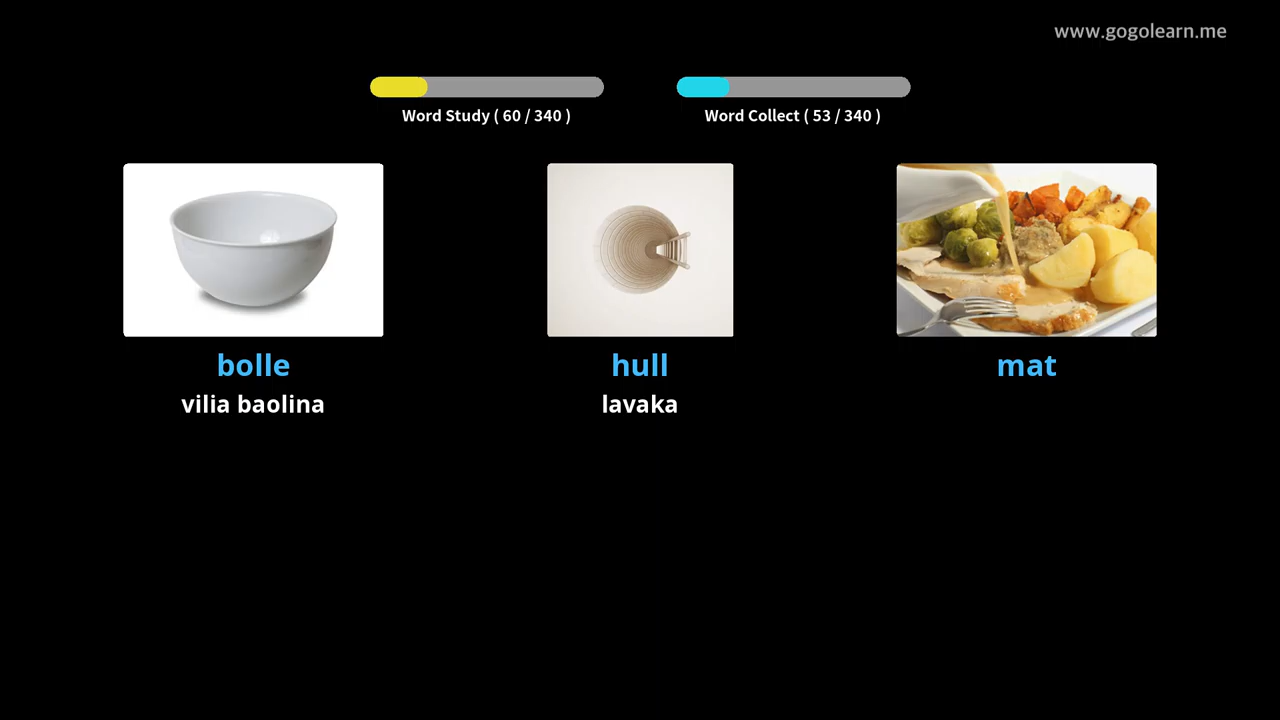 www.gogolearn.me
Word Study ( 60 / 340 )
Word Collect ( 53 / 340 )
bolle
vilia baolina
hull
lavaka
mat